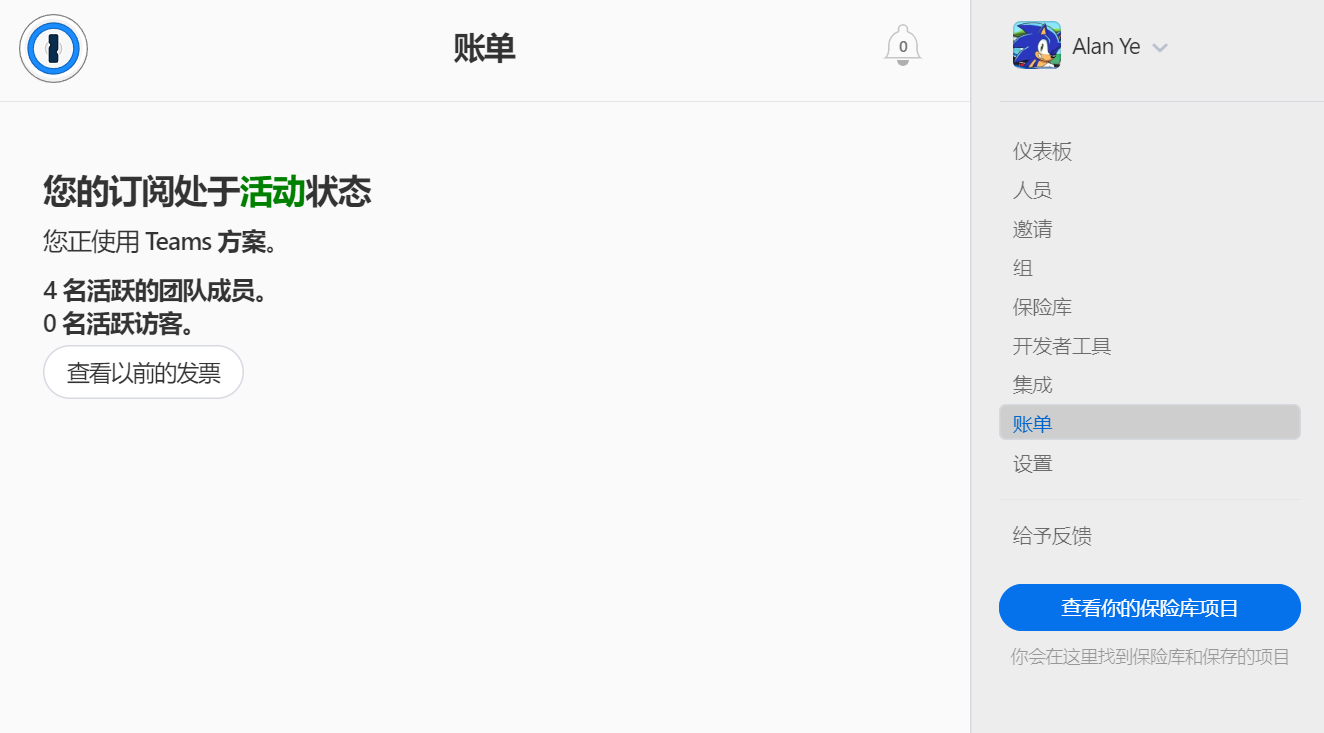 账单
0
您的订阅处于活动状态
您正使用 Teams 方案。
4 名活跃的团队成员。
0 名活跃访客。
查看以前的发票
Alan Ye
仪表板
人员
邀请
组
保险库
开发者工具
集成
账单
设置
给予反馈
查看你的保险库项目
你会在这里找到保险库和保存的项目